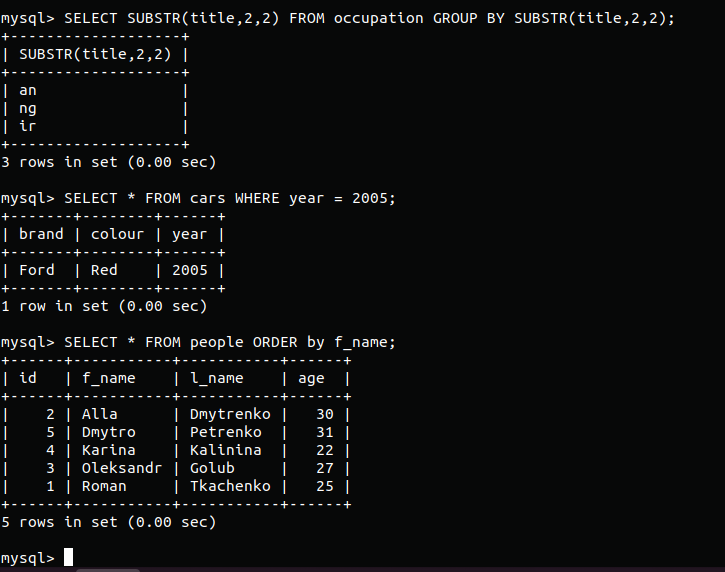 mysql> SELECT SUBSTR(title,2,2) FROM occupation GROUP BY SUBSTR(title,2,2);
+-------------------+
| SUBSTR(title,2,2) |
+-------------------+
| an                |
| ng                |
| ir                |
+-------------------+
3 rows in set (0.00 sec)
mysql> SELECT * FROM cars WHERE year = 2005;
+-------+--------+------+
| brand | colour | year |
+-------+--------+------+
| Ford  | Red    | 2005 |
+-------+--------+------+
1 row in set (0.00 sec)
mysql> SELECT * FROM people ORDER by f_name;
+------+-----------+-----------+------+
| id   | f_name    | l_name    | age  |
+------+-----------+-----------+------+
|    2 | Alla      | Dmytrenko |   30 |
|    5 | Dmytro    | Petrenko  |   31 |
|    4 | Karina    | Kalinina  |   22 |
|    3 | Oleksandr | Golub     |   27 |
|    1 | Roman     | Tkachenko |   25 |
+------+-----------+-----------+------+
5 rows in set (0.00 sec)
mysql>